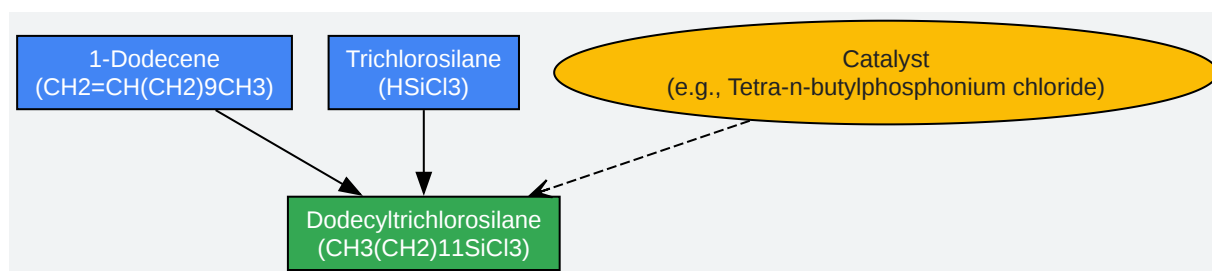 1-Dodecene
(CH2=CH(CH2)9CH3)
Trichlorosilane
(HSiCl3)
Catalyst
(e.g., Tetra-n-butylphosphonium chloride)
Dodecyltrichlorosilane
(CH3(CH2)11SiCl3)